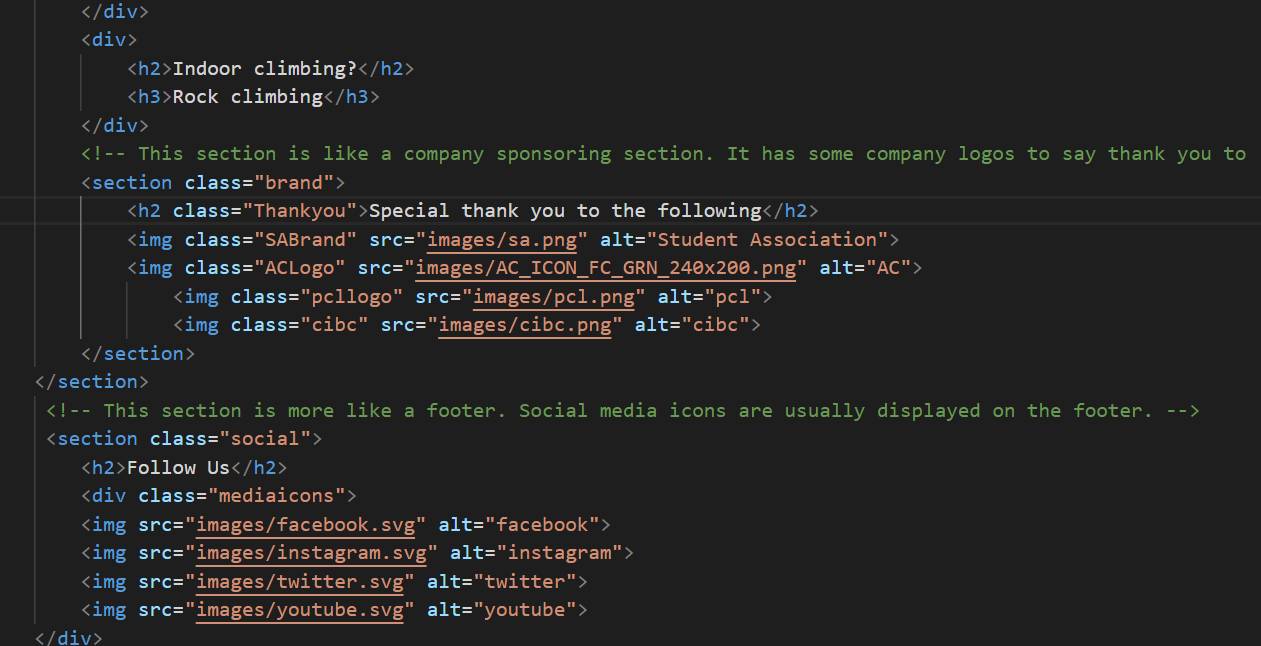 </div>
<div>
<h2>Indoor climbing?</h2>
<h3>Rock climbing</h3>
</div>
<!-- This section is like a company sponsoring section. It has some company logos to say thank you to
<section class="brand">
<h2 class="Thankyou">Special thank you to the following</h2>
<img class="SABrand" src="images/sa.png" alt="Student Association">
<img class="ACLogo" src="images/AC_ICON_FC_GRN_240x200.png" alt="AC">
<img class="pcllogo" src="images/pcl.png" alt="pcl">
<img class="cibc" src="images/cibc.png" alt="cibc">
</section>
</section>
<!-- This section is more like a footer. Social media icons are usually displayed on the footer. -->
<section class="social">
<h2>Follow Us</h2>
<div class="mediaicons">
<img src="images/facebook.svg" alt="facebook">
<img src="images/instagram.svg" alt="instagram">
<img src="images/twitter.svg" alt="twitter">
<img src="images/youtube.svg" alt="youtube">
</div>